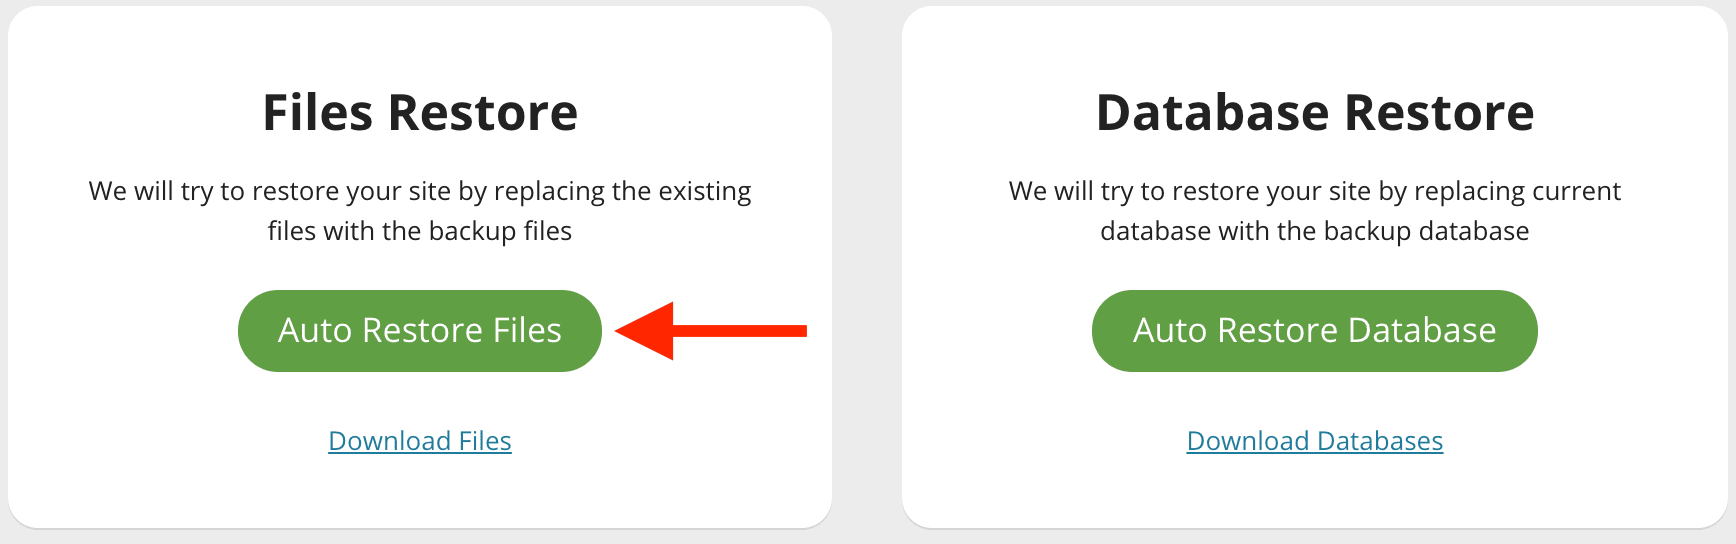 Files Restore
We will try to restore your site by replacing the existing
files with the backup files
Auto Restore Files
Download Files
Database Restore
We will try to restore your site by replacing current
database with the backup database
Auto Restore Database
Download Databases